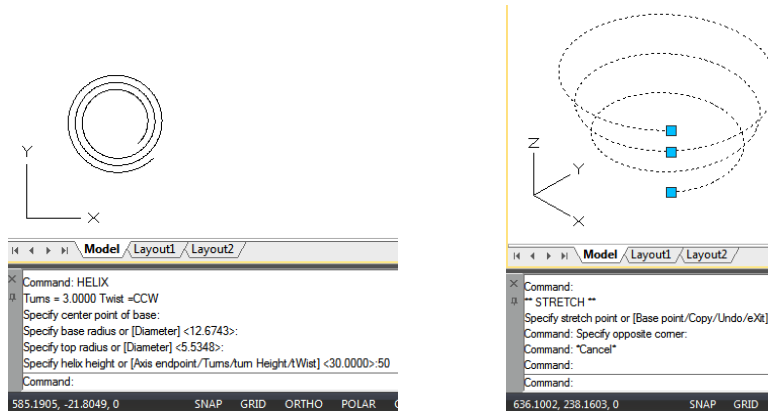 Y
X
Model Layout1 Layout2
Command: HELIX
Turns = 3.0000 Twist =CCW
Specify center point of base:
Specify base radius or [Diameter] <12.6743>:
Specify top radius or [Diameter] <5.5348>:
Specify helix height or [Axis endpoint/Turns/turn Height/tWist] <30.0000>:50
Command:
585.1905, -21.8049, 0 SNAP GRID ORTHO POLAR
Z
Y
X
Model Layout1 Layout2
Command:
** STRETCH **
Specify stretch point or [Base point/Copy/Undo/eXit]
Command: Specify opposite corner:
Command: *Cancel*
Command:
Command:
636.1002, 238.1603, 0 SNAP GRID